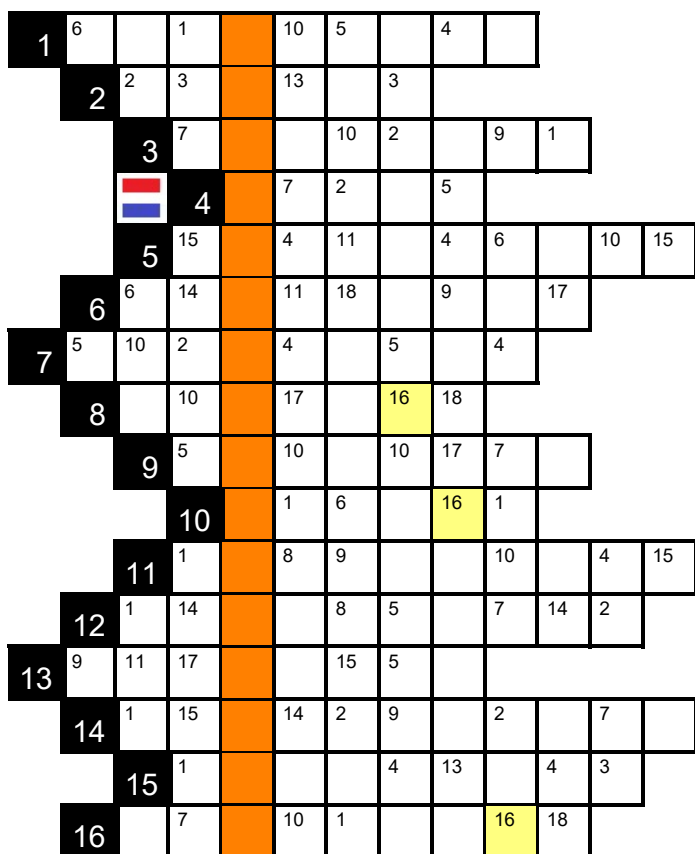 1 6 1 10 5 4
2 2 3 13 3
3 7 10 2 9 1
4 7 2 5
5 15 4 11 4 6 10 15
6 6 14 11 18 9 17
7 5 10 2 4 5 4
8 10 17 16 18
9 5 10 10 17 7
10 1 6 16 1
11 1 8 9 10 4 15
12 1 14 8 5 7 14 2
13 9 11 17 15 5
14 1 15 14 2 9 2 7
15 1 4 13 4 3
16 7 10 1 16 18